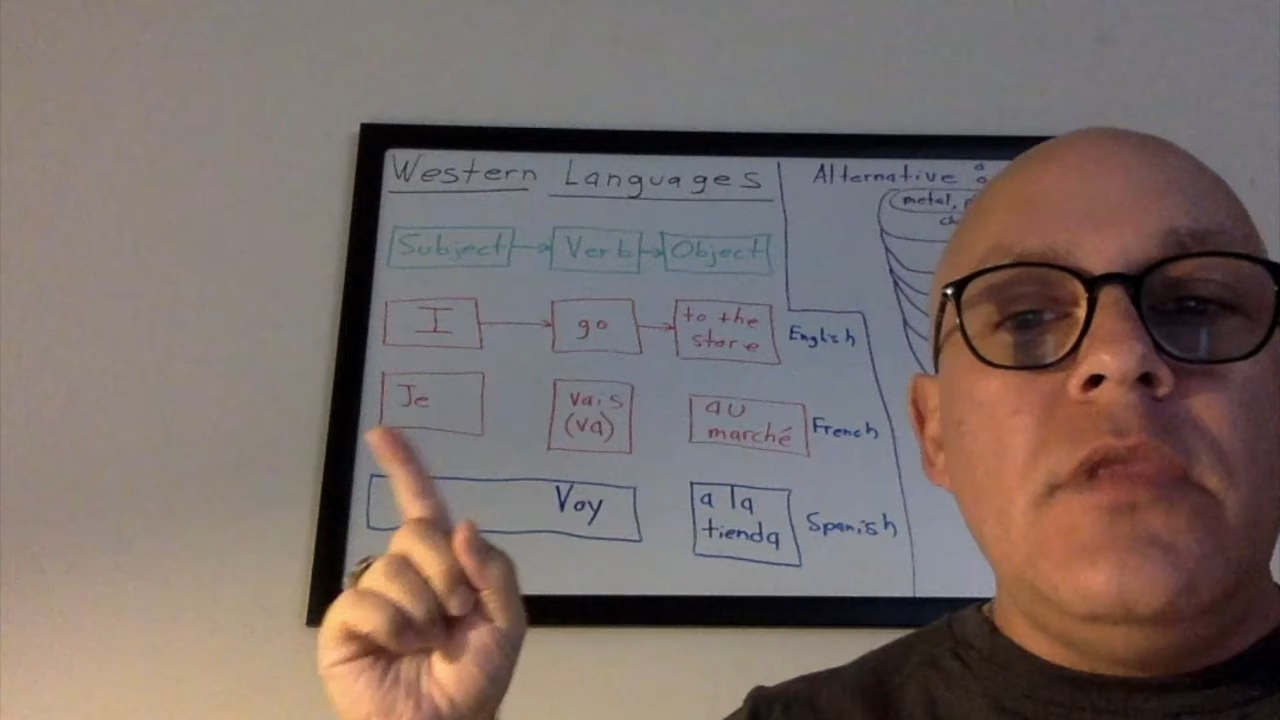 Western Languages
Subject Verb Object
I go to the
store
English
Je vais
(va)
au
marché
French
Voy a la
tienda
Spanish
Alternative :
metal,